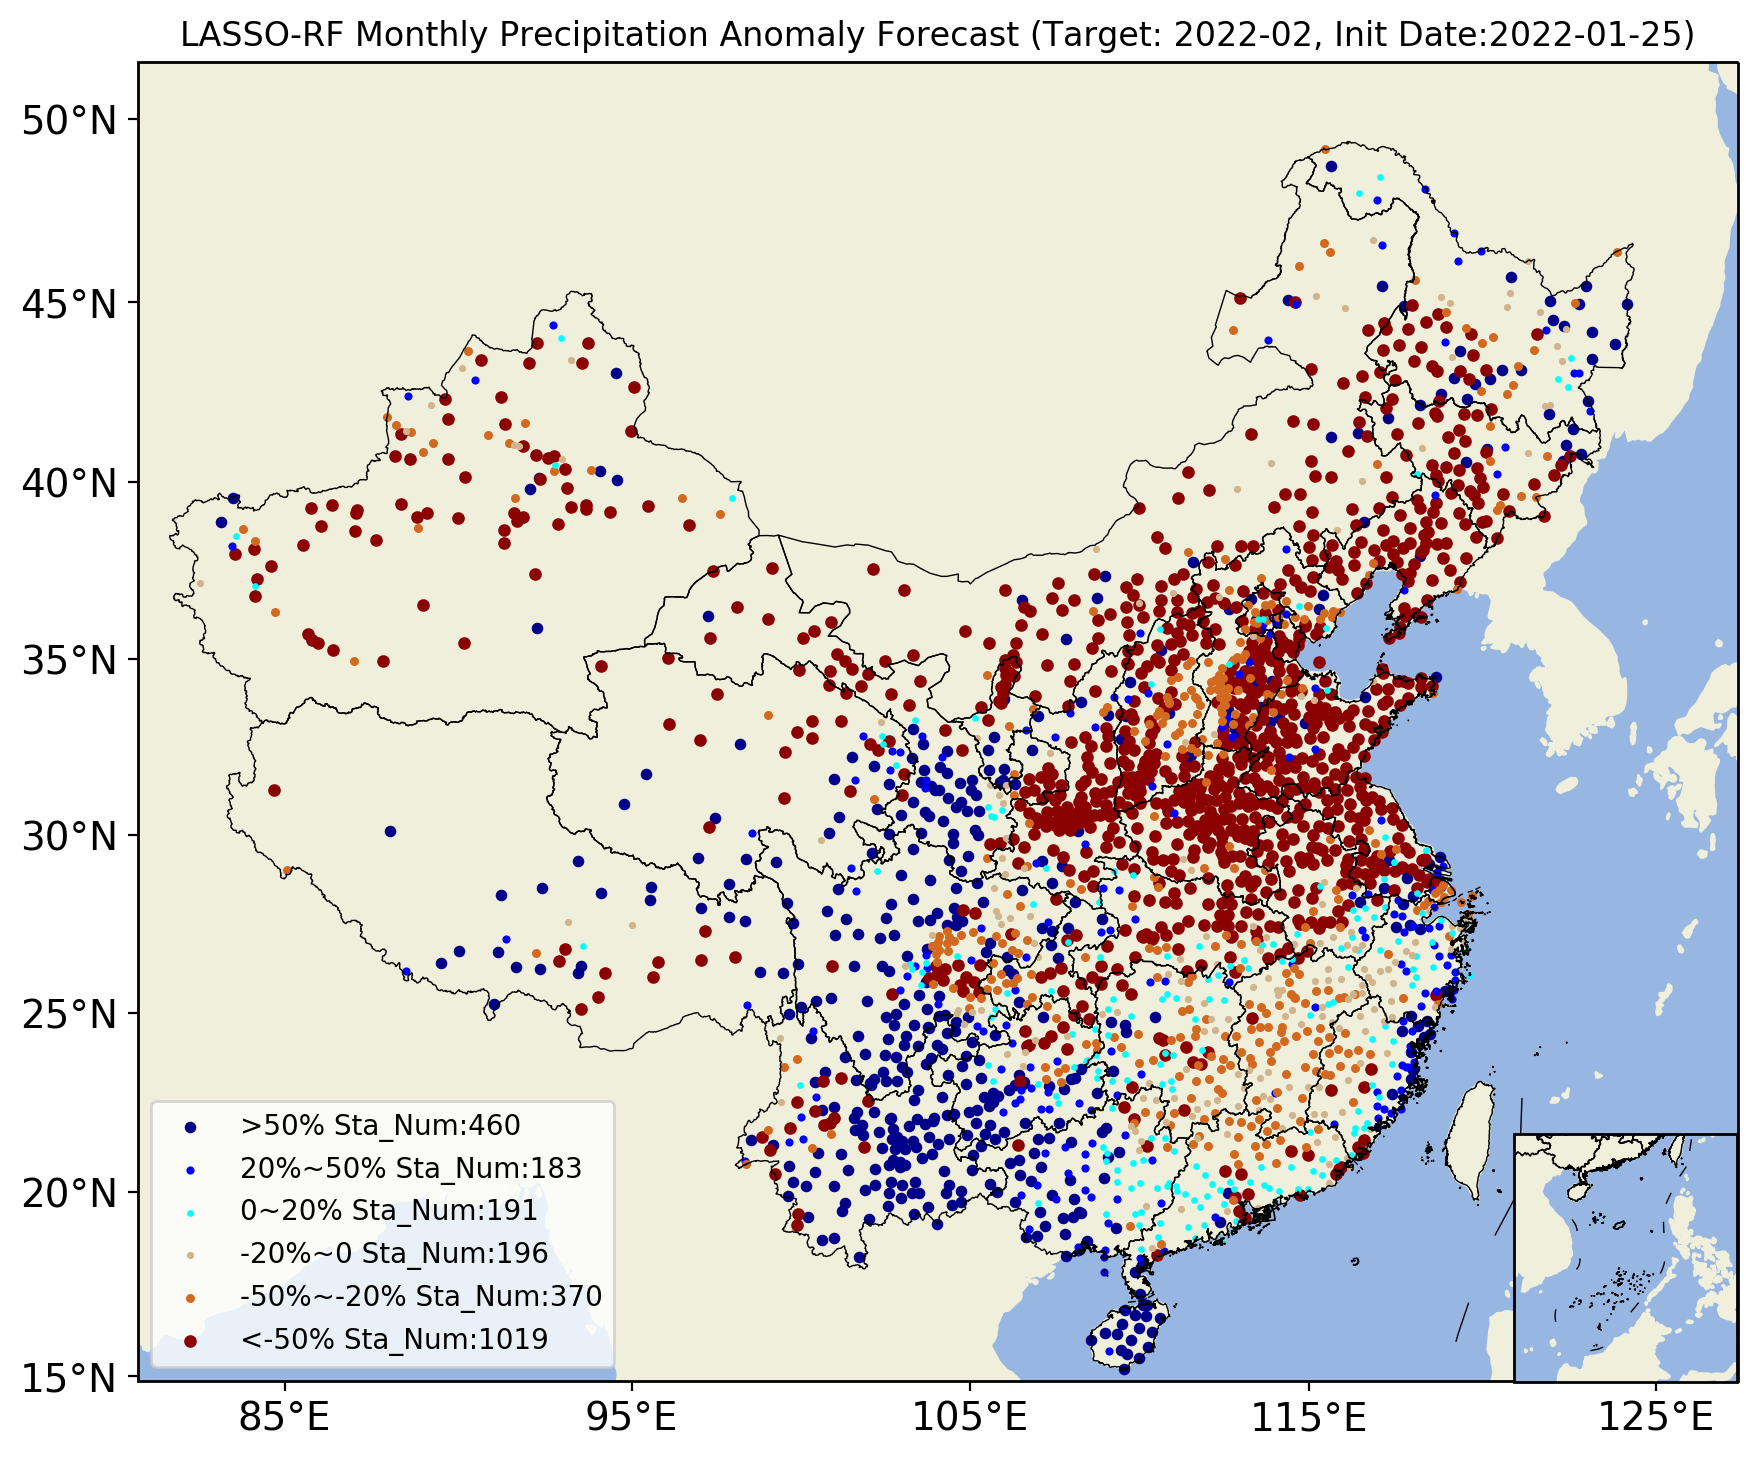 LASSO-RF Monthly Precipitation Anomaly Forecast (Target: 2022-02, Init Date:2022-01-25)
50°N
45°N
40°N
35°N
30°N
25°N
20°N
15°N
>50% Sta_Num:460
20%~50% Sta_Num:183
0~20% Sta_Num:191
-20%~0 Sta_Num:196
-50%~-20% Sta_Num:370
<-50% Sta_Num:1019
85°E
95°E
105°E
115°E
125°E